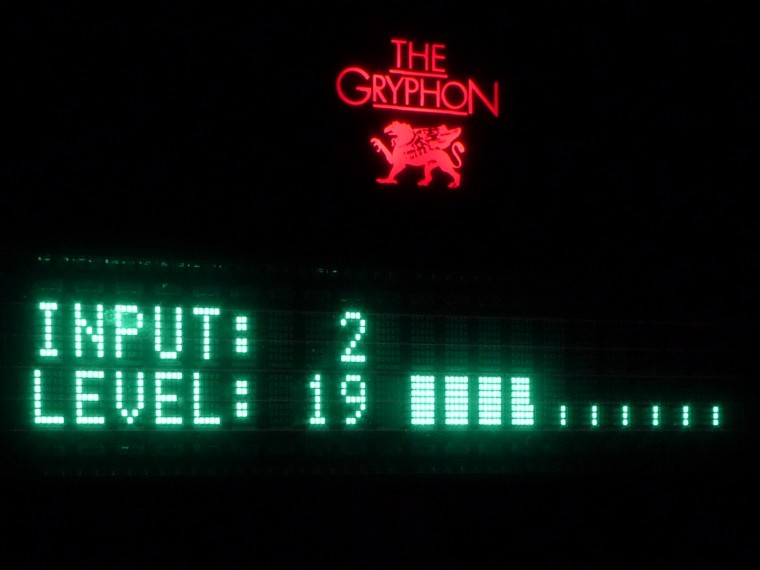 THE
GRYPHON
INPUT: 2
LEVEL: 19